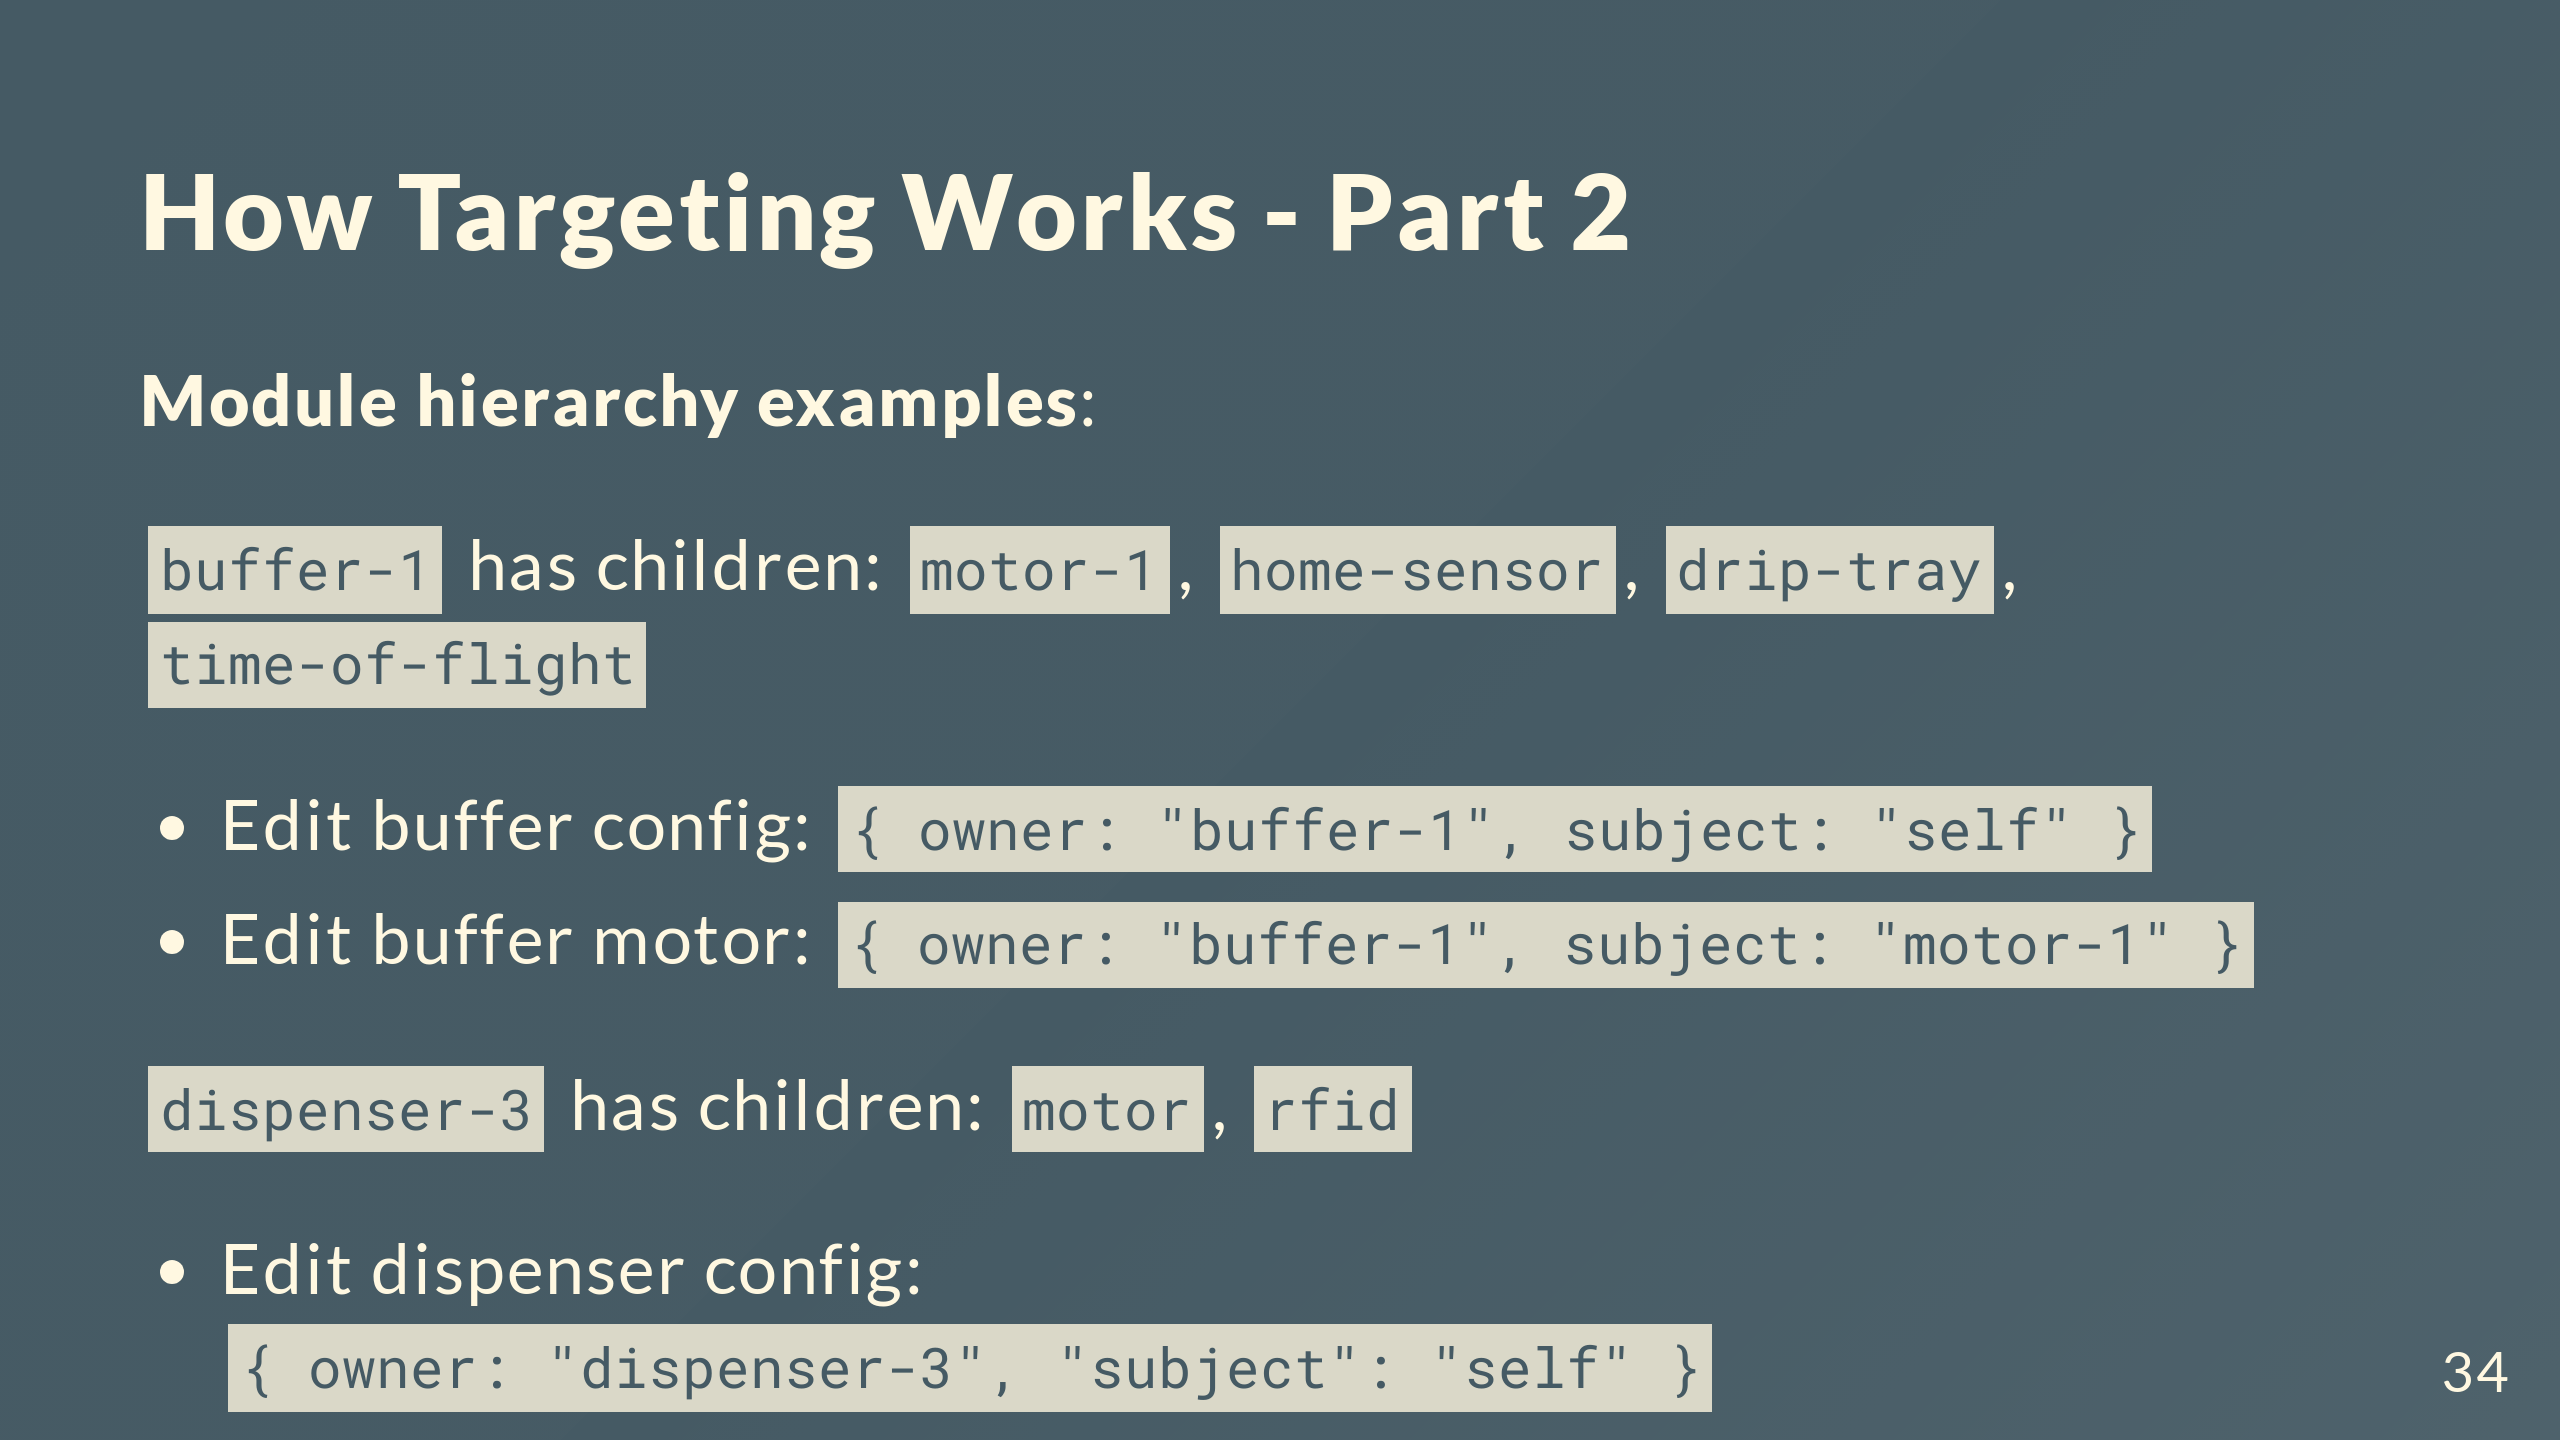 How Targeting Works - Part 2
Module hierarchy examples:
buffer-1 has children: motor-1, home-sensor, drip-tray,
time-of-flight
• Edit buffer config: { owner: "buffer-1", subject: "self" }
• Edit buffer motor: { owner: "buffer-1", subject: "motor-1" }
dispenser-3 has children: motor, rfid
• Edit dispenser config:
{ owner: "dispenser-3", "subject": "self" }
34